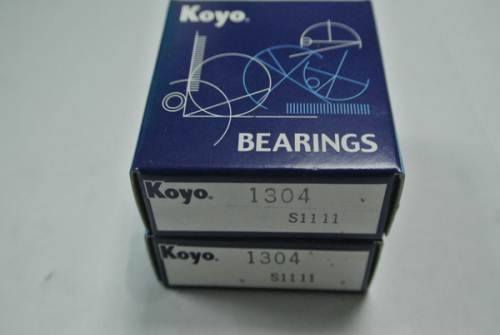 Koyo.
BEARINGS
Koyo. 1304
S1111
Koyo. 1304
S1111